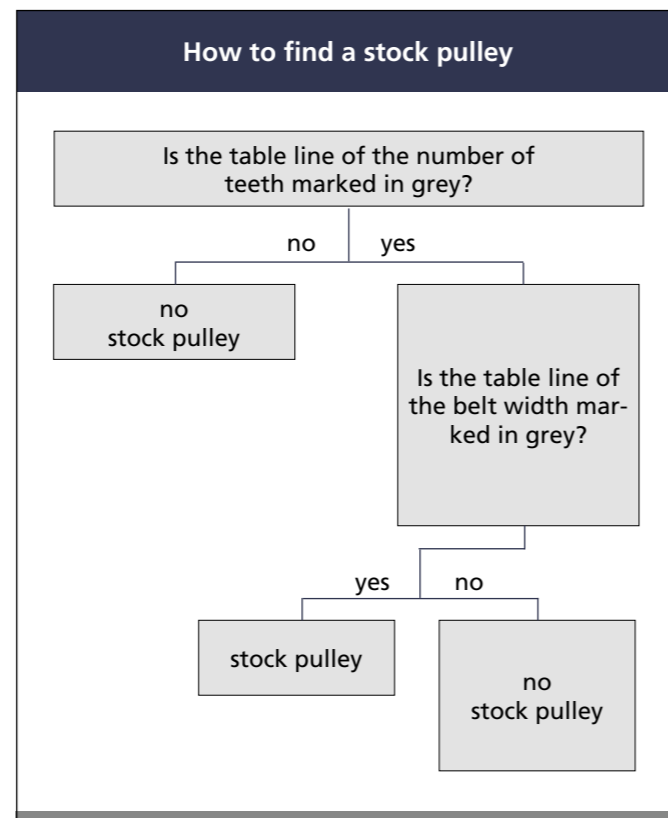 How to find a stock pulley
Is the table line of the number of
teeth marked in grey?
no
yes
no
stock pulley
Is the table line of
the belt width mar-
ked in grey?
yes
no
stock pulley
no
stock pulley